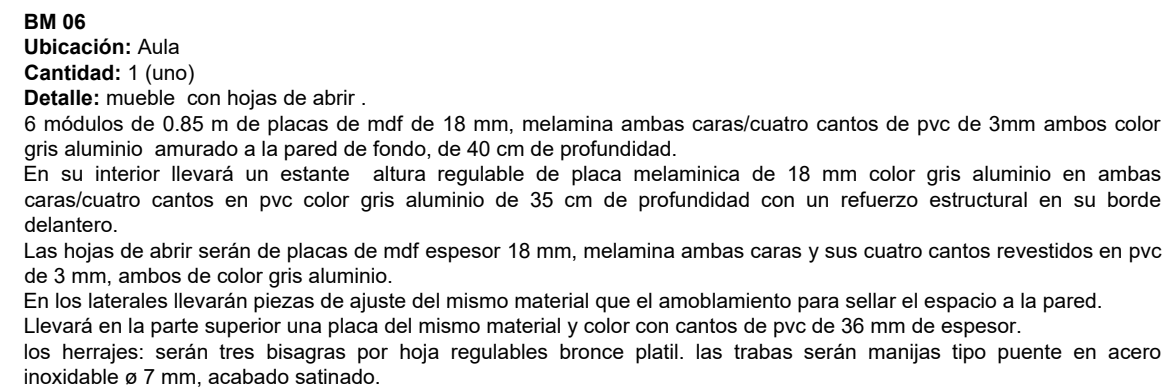 BM 06
Ubicación: Aula
Cantidad: 1 (uno)
Detalle: mueble  con hojas de abrir .
6 módulos de 0.85 m de placas de mdf de 18 mm, melamina ambas caras/cuatro cantos de pvc de 3mm ambos color
gris aluminio  amurado a la pared de fondo, de 40 cm de profundidad.
En su interior llevará un estante  altura regulable de placa melaminica de 18 mm color gris aluminio en ambas
caras/cuatro cantos en pvc color gris aluminio de 35 cm de profundidad con un refuerzo estructural en su borde
delantero.
Las hojas de abrir serán de placas de mdf espesor 18 mm, melamina ambas caras y sus cuatro cantos revestidos en pvc
de 3 mm, ambos de color gris aluminio.
En los laterales llevarán piezas de ajuste del mismo material que el amoblamiento para sellar el espacio a la pared.
Llevará en la parte superior una placa del mismo material y color con cantos de pvc de 36 mm de espesor.
los herrajes: serán tres bisagras por hoja regulables bronce platil. las trabas serán manijas tipo puente en acero
inoxidable ø 7 mm, acabado satinado.